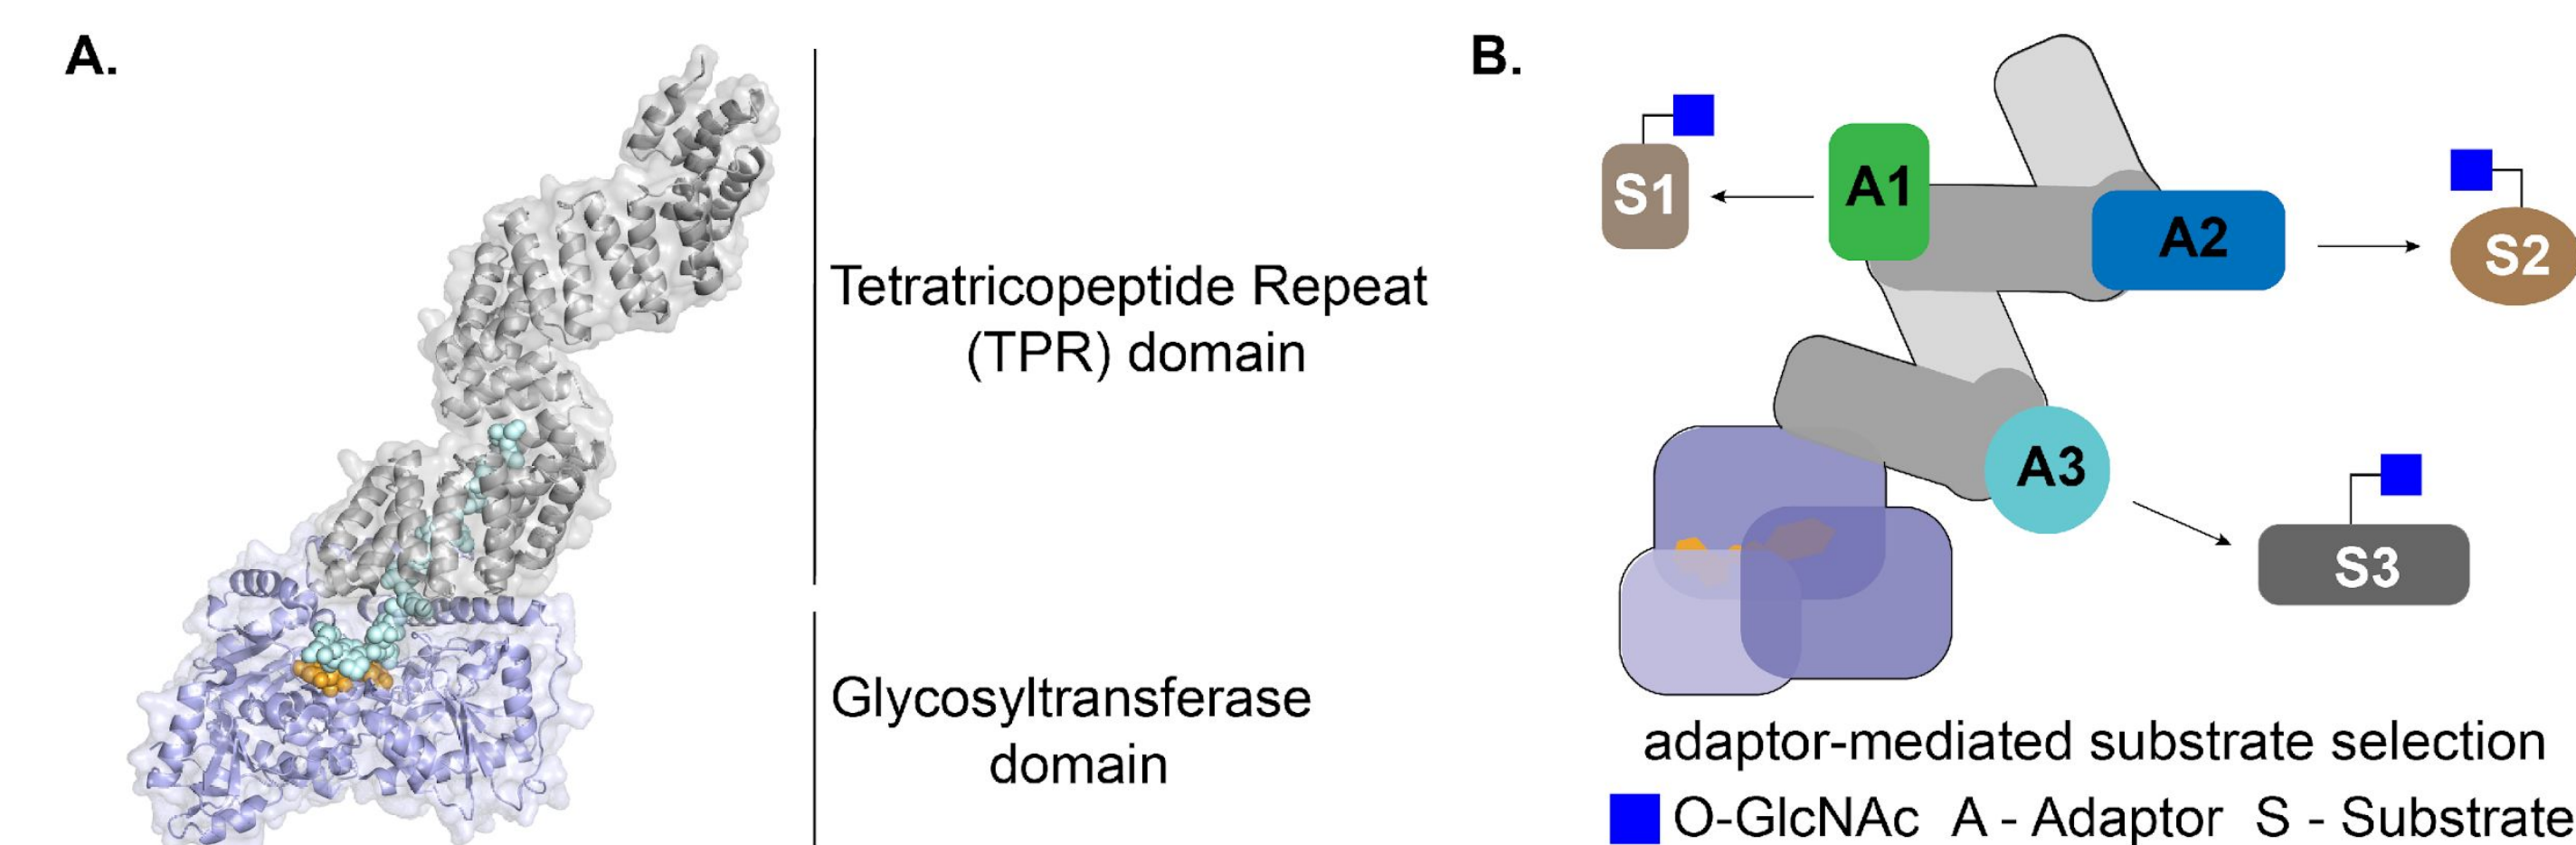 A.
Tetratricopeptide Repeat
(TPR) domain
Glycosyltransferase
domain
B.
S1
A1
A2
S2
A3
S3
adaptor-mediated substrate selection
O-GlcNAc A - Adaptor S - Substrate